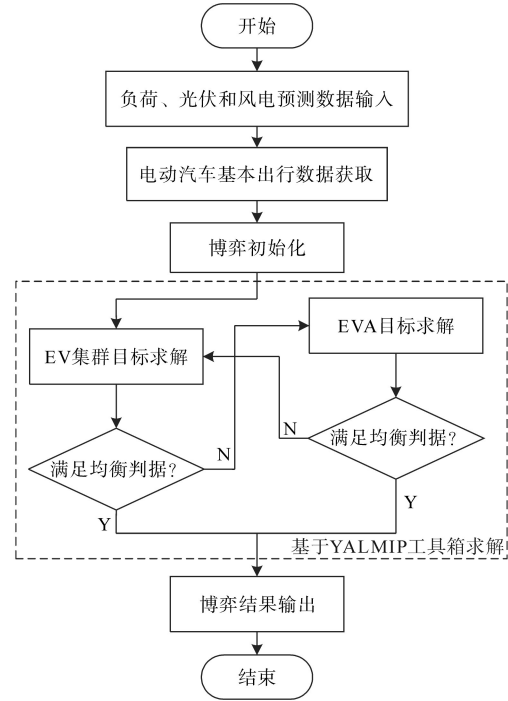 开始
负荷、光伏和风电预测数据输入
电动汽车基本出行数据获取
博弈初始化
EV集群目标求解
EVA目标求解
满足均衡判据?
N
N
满足均衡判据?
Y
Y
基于YALMIP工具箱求解
博弈结果输出
结束